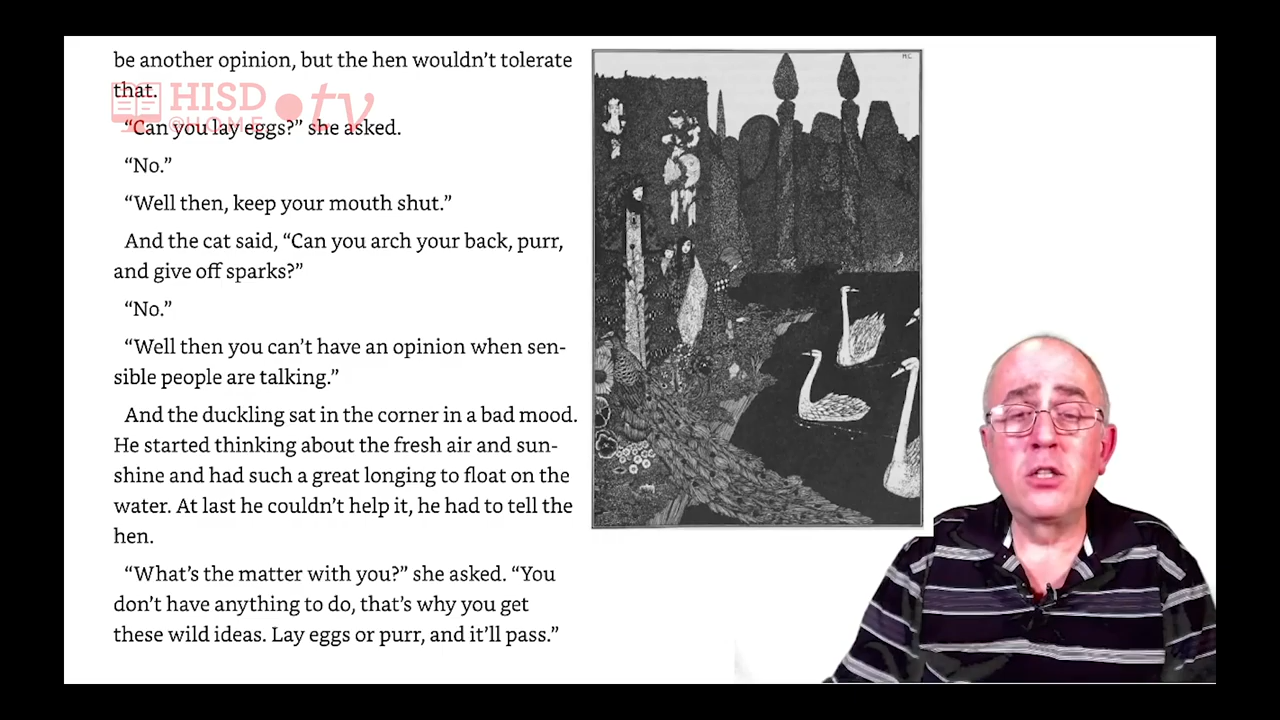 be another opinion, but the hen wouldn’t tolerate
that.
HISD
@HOME
tv
“Can you lay eggs?” she asked.
“No.”
“Well then, keep your mouth shut.”
And the cat said, “Can you arch your back, purr,
and give off sparks?”
“No.”
“Well then you can’t have an opinion when sen-
sible people are talking.”
And the duckling sat in the corner in a bad mood.
He started thinking about the fresh air and sun-
shine and had such a great longing to float on the
water. At last he couldn’t help it, he had to tell the
hen.
“What’s the matter with you?” she asked. “You
don’t have anything to do, that’s why you get
these wild ideas. Lay eggs or purr, and it’ll pass.”